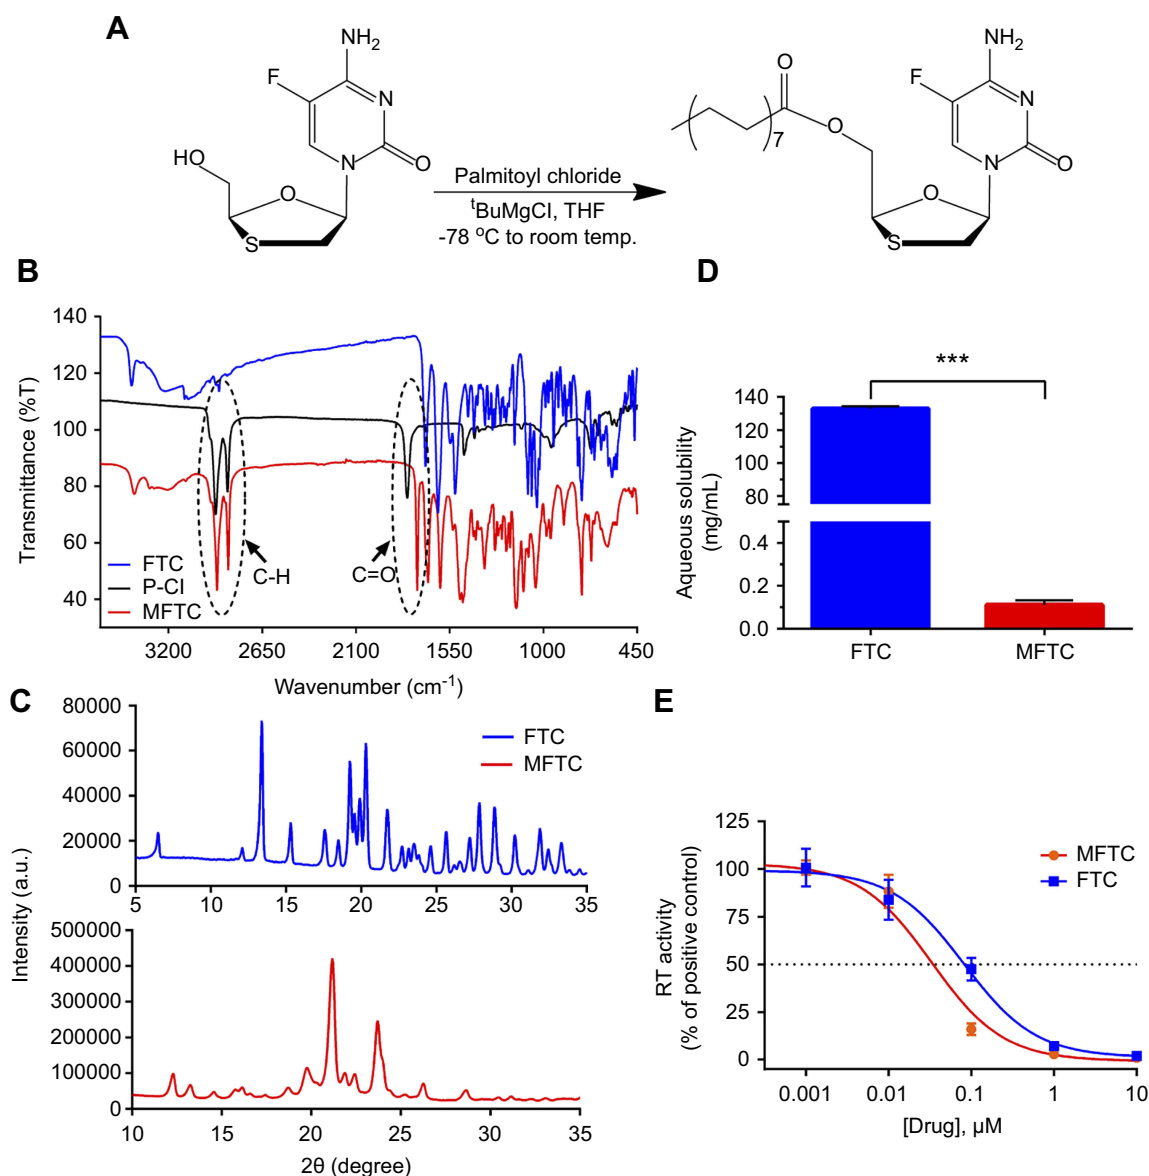 A
NH2
F
N
HO
N
O
O
S
Palmitoyl chloride
tBuMgCl, THF
-78 oC to room temp.
NH2
O
F
N
7
O
N
O
O
S
B
Transmittance (%T)
140
120
100
80
60
40
FTC
P-Cl
MFTC
C-H
C=O
3200 2650 2100 1550 1000 450
Wavenumber (cm-1)
D
***
Aqueous solubility
(mg/mL)
140
130
100
80
0.4
0.2
0.0
FTC MFTC
C
Intensity (a.u.)
80000
60000
40000
20000
0
FTC
MFTC
5 10 15 20 25 30 35
500000
400000
300000
200000
100000
0
10 15 20 25 30 35
2θ (degree)
E
RT activity
(% of positive control)
125
100
75
50
25
0
MFTC
FTC
0.001 0.01 0.1 1 10
[Drug], µM